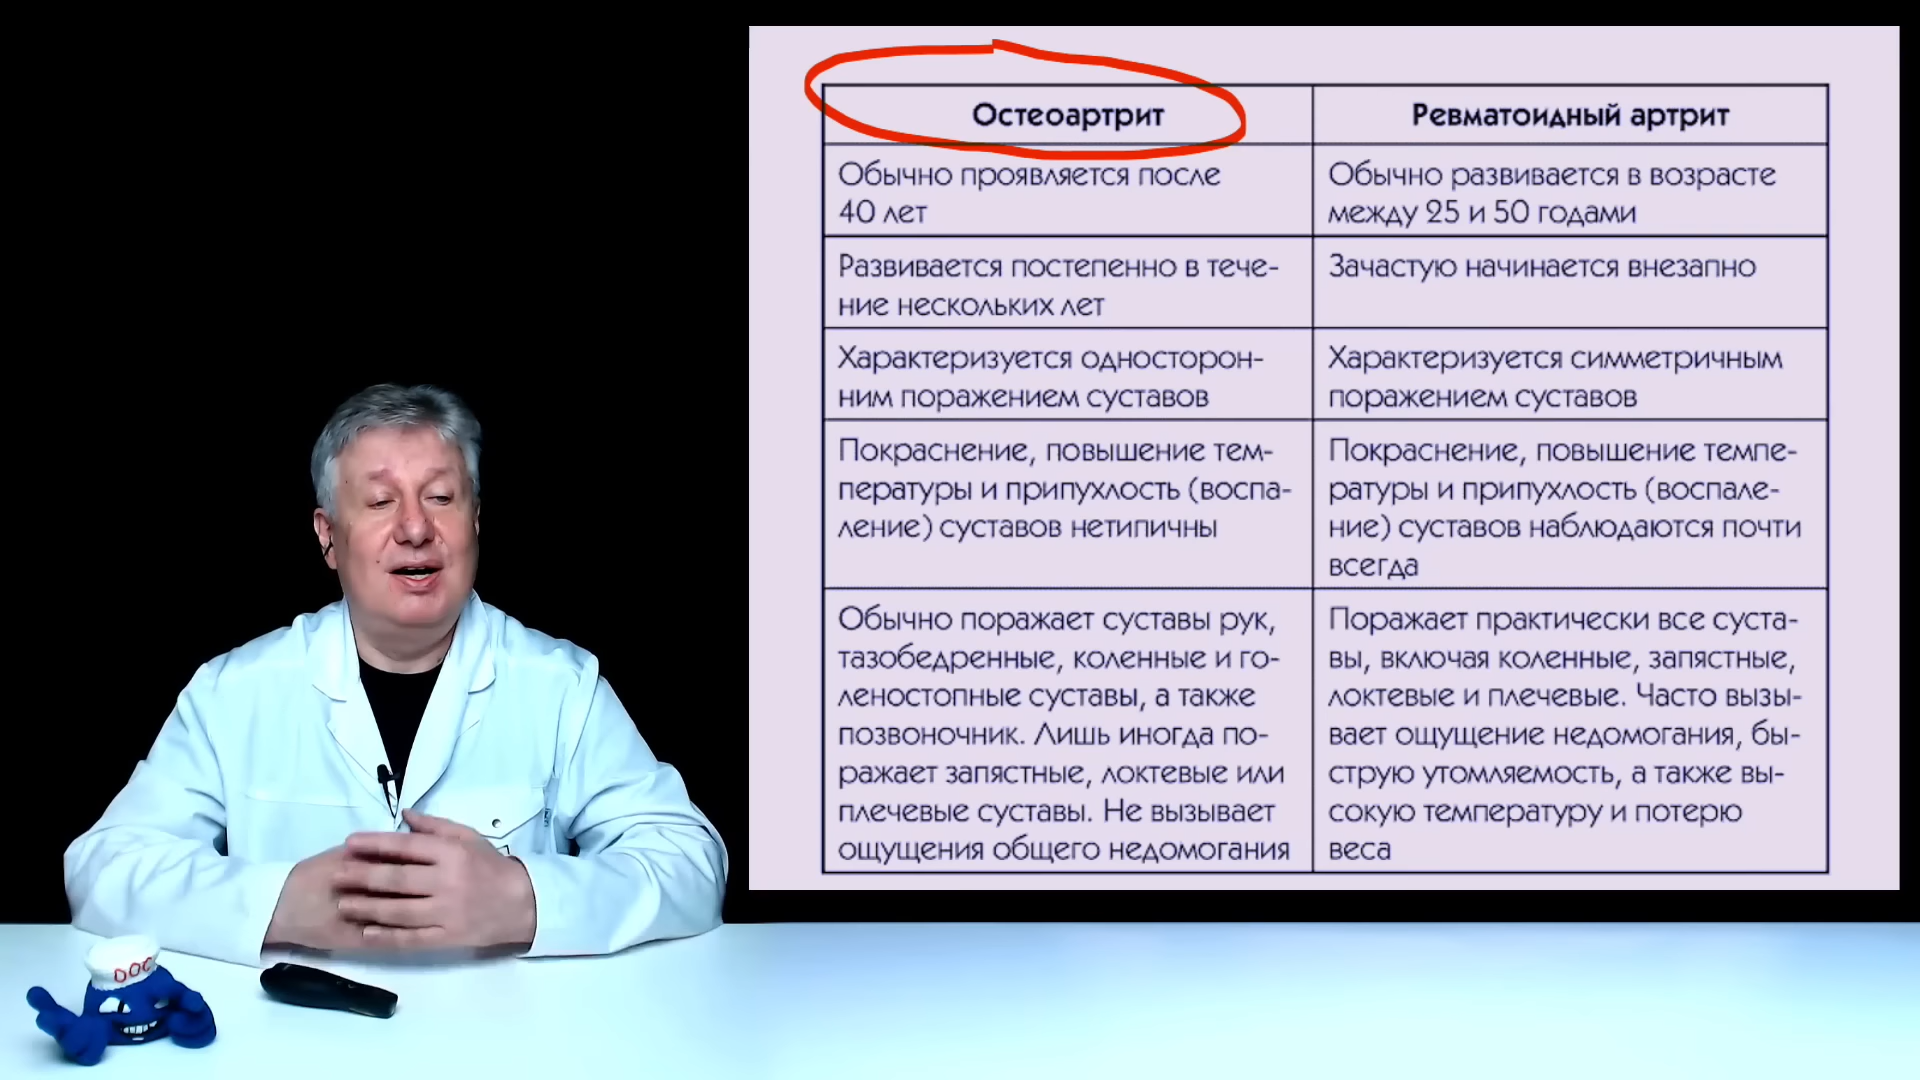 Остеоартрит
Ревматоидный артрит
Обычно проявляется после
40 лет
Обычно развивается в возрасте
между 25 и 50 годами
Развивается постепенно в тече-
ние нескольких лет
Зачастую начинается внезапно
Характеризуется односторон-
ним поражением суставов
Характеризуется симметричным
поражением суставов
Покраснение, повышение тем-
пературы и припухлость (воспа-
ление) суставов нетипичны
Покраснение, повышение темпе-
ратуры и припухлость (воспале-
ние) суставов наблюдаются почти
всегда
Обычно поражает суставы рук,
тазобедренные, коленные и го-
леностопные суставы, а также
позвоночник. Лишь иногда по-
ражает запястные, локтевые или
плечевые суставы. Не вызывает
ощущения общего недомогания
Поражает практически все суста-
вы, включая коленные, запястные,
локтевые и плечевые. Часто вызы-
вает ощущение недомогания, бы-
струю утомляемость, а также вы-
сокую температуру и потерю
веса
DOC